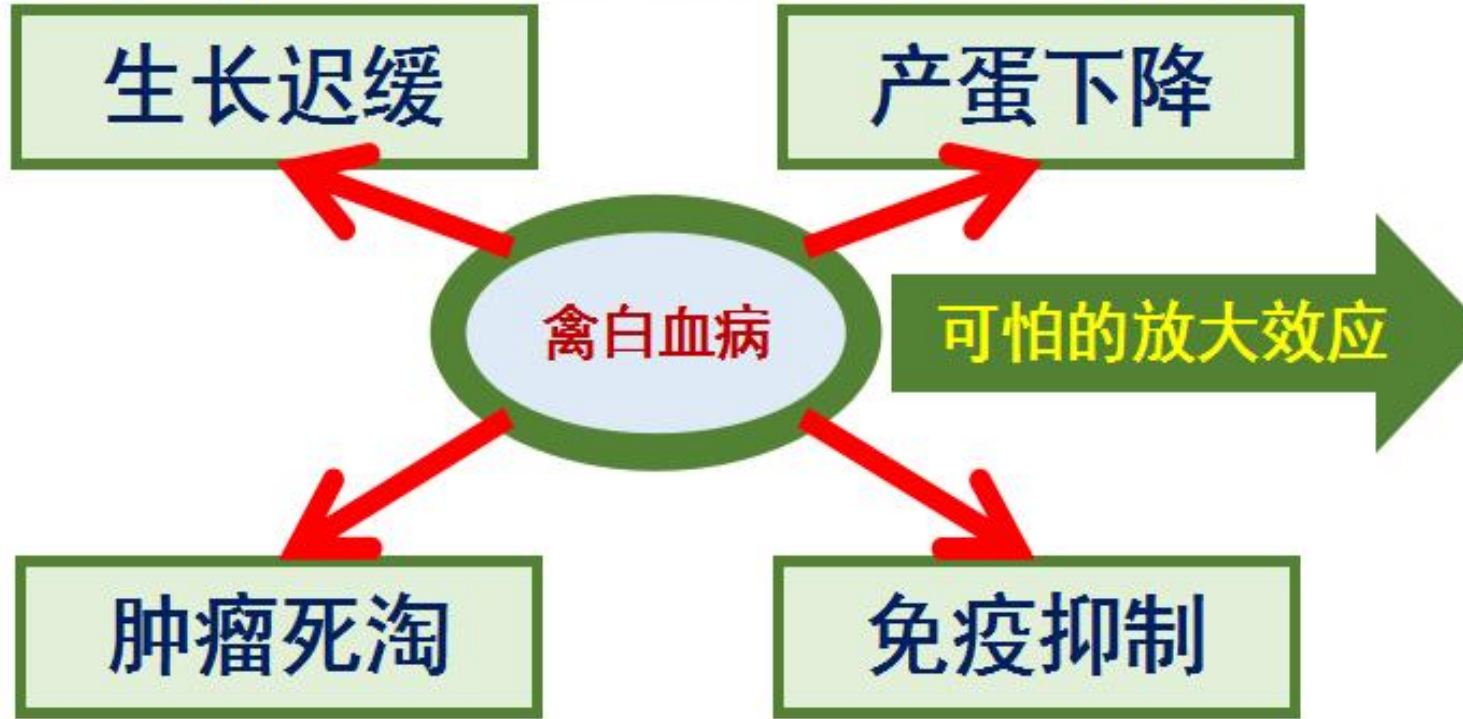 生长迟缓
产蛋下降
禽白血病
可怕的放大效应
肿瘤死淘
免疫抑制